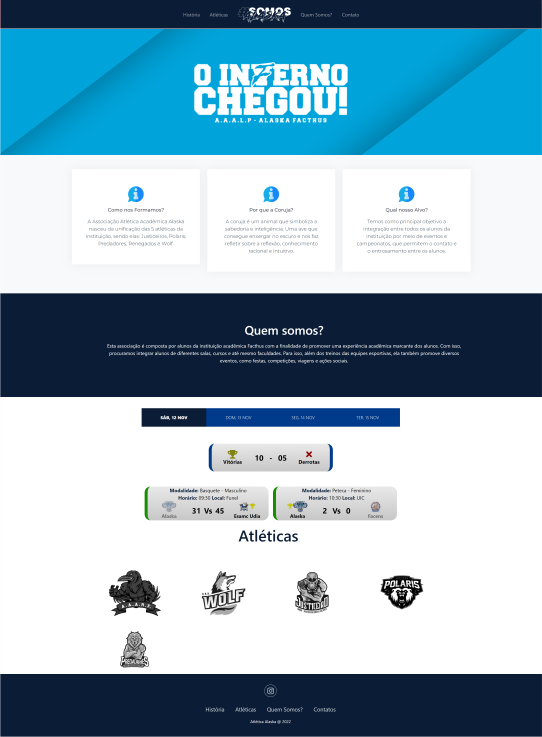 História Atléticas SOMOS Quem Somos? Contato
O INFERNO
CHEGOU!
A.A.A.L.P - ALASKA FACTHUS
Como nos Formamos?
A Associação Atlética Acadêmica Alaska
nasceu da unificação das 5 atléticas da
instituição, sendo elas: Justiceiros, Polaris,
Predadores, Renegados e Wolf.
Por que a Coruja?
A coruja é um animal que simboliza a
sabedoria e inteligência. Uma ave que
consegue enxergar no escuro e nos faz
refletir sobre a reflexão, conhecimento
racional e intuitivo.
Qual nosso Alvo?
Temos como principal objetivo a
integração entre todos os alunos da
instituição por meio de eventos e
campeonatos, que permitem o contato e
o entrosamento entre os alunos.
Quem somos?
Esta associação é composta por alunos da instituição acadêmica Facthus com a finalidade de promover uma experiência acadêmica marcante dos alunos. Com isso,
procuramos integrar alunos de diferentes salas, cursos e até mesmo faculdades. Para isso, além dos treinos das equipes esportivas, ela também promove diversos
eventos, como festas, competições, viagens e ações sociais.
SÁB, 12 NOV DOM, 13 NOV SEG, 14 NOV TER, 15 NOV
10 - 05
Vitórias Derrotas
Modalidade: Basquete - Masculino
Horário: 09:30 Local: Funel
31 Vs 45
Alaska Esamc Udia
Modalidade: Peteca - Feminino
Horário: 18:30 Local: UTC
2 Vs 0
Alaska Facens
Atléticas
WOLF
POLARIS
História Atléticas Quem Somos? Contatos
Atlética Alaska @ 2022